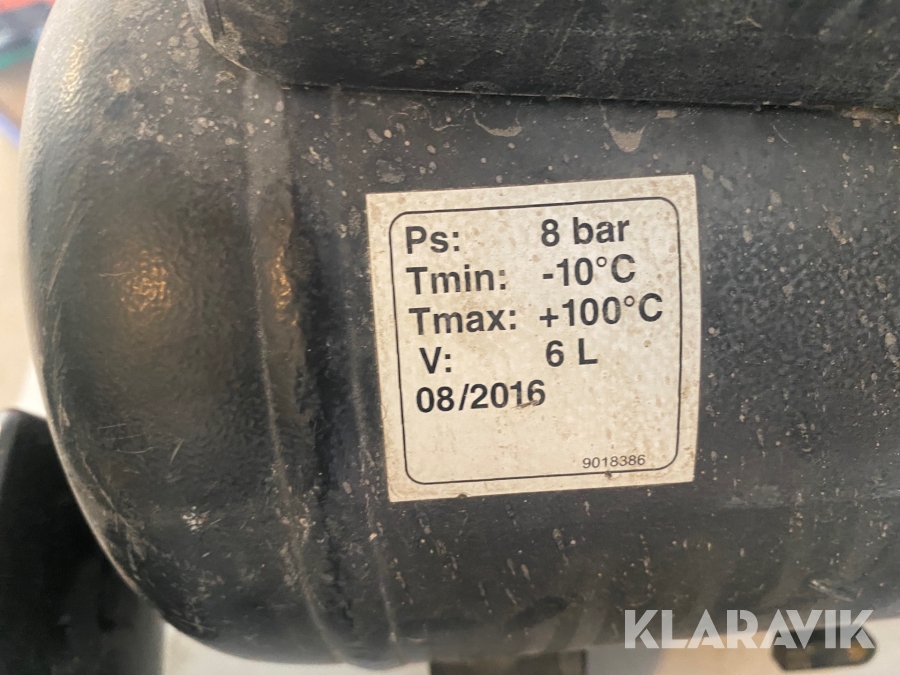 Ps: 8 bar
Tmin: -10°C
Tmax: +100°C
V: 6 L
08/2016
9018386
KLARAVIK